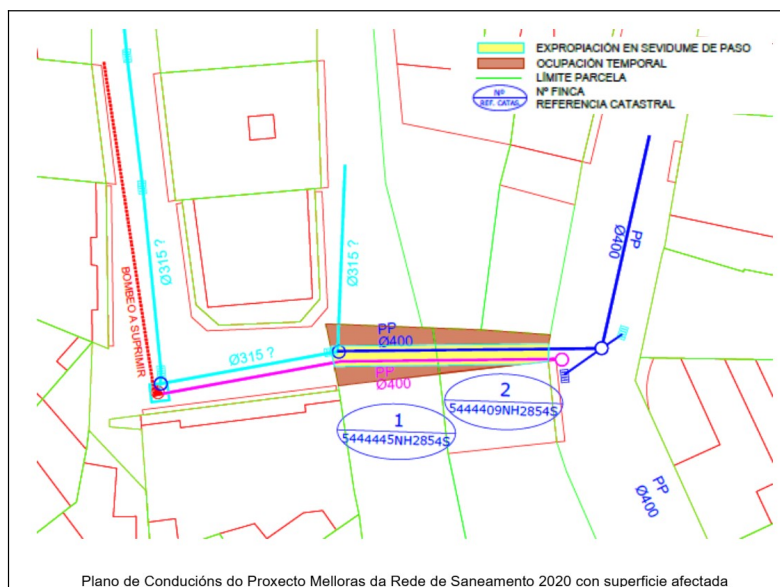 EXPROPIACIÓN EN SEVIDUME DE PASO
OCUPACIÓN TEMPORAL
LÍMITE PARCELA
Nº
REF. CATAS.
Nº FINCA
REFERENCIA CATASTRAL
BOMBEO A SUPRIMIR
Ø315 ?
Ø315 ?
Ø315 ?
PP
Ø400
PP
Ø400
PP
Ø400
1
5444445NH2854S
2
5444409NH2854S
PP
Ø400
Plano de Conducións do Proxecto Melloras da Rede de Saneamento 2020 con superfície afectada